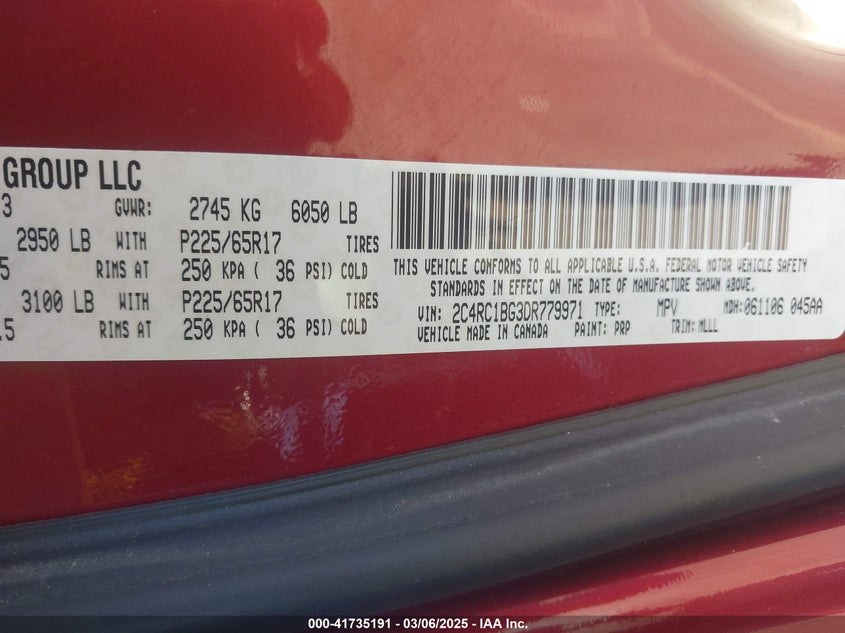 GROUP LLC
3 GVWR: 2745 KG 6050 LB
2950 LB WITH P225/65R17 TIRES
5 RIMS AT 250 KPA ( 36 PSI) COLD
3100 LB WITH P225/65R17 TIRES
.5 RIMS AT 250 KPA ( 36 PSI) COLD
THIS VEHICLE CONFORMS TO ALL APPLICABLE U.S.A. FEDERAL MOTOR VEHICLE SAFETY
STANDARDS IN EFFECT ON THE DATE OF MANUFACTURE SHOWN ABOVE.
VIN: 2C4RC1BG3DR779971 TYPE: MPV MDH:061106 045AA
VEHICLE MADE IN CANADA PAINT: PRP TRIM: MLLL
000-41735191 - 03/06/2025 - IAA Inc.